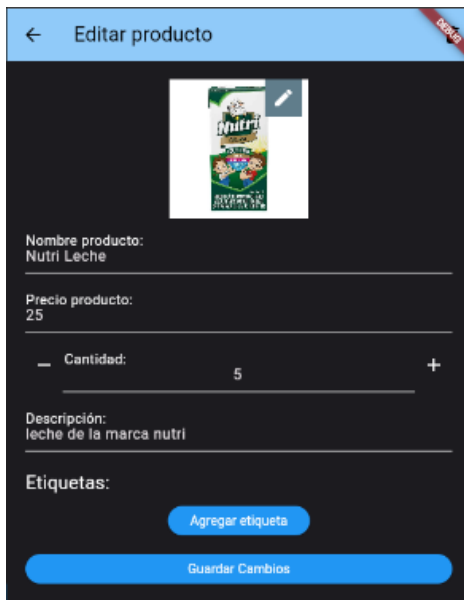 Editar producto
DEBUG
Nutri
Nombre producto:
Nutri Leche
Precio producto:
25
Cantidad:
5
Descripción:
leche de la marca nutri
Etiquetas:
Agregar etiqueta
Guardar Cambios